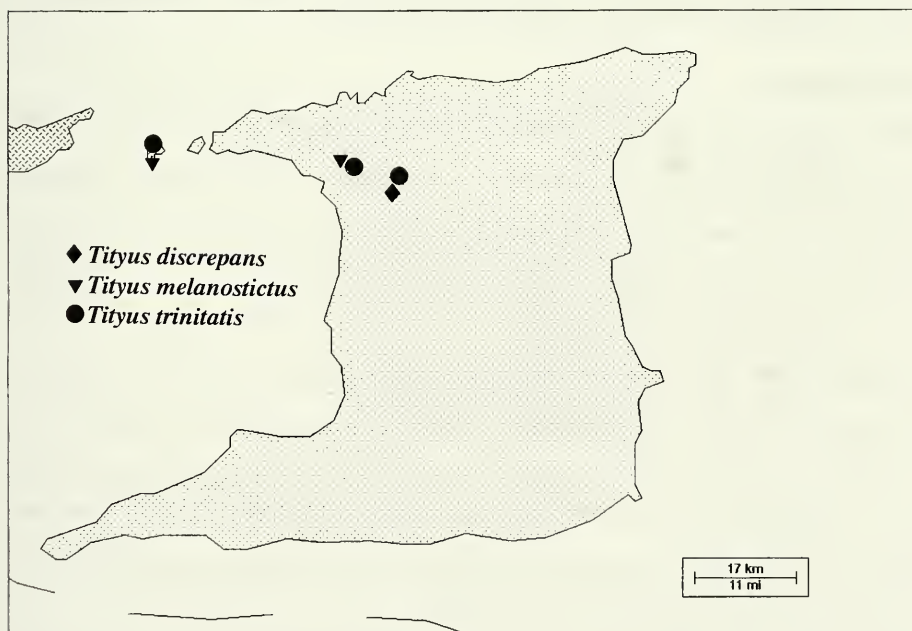 Tityus discrepans
Tityus melanostictus
Tityus trinitatis
17 km
11 mi